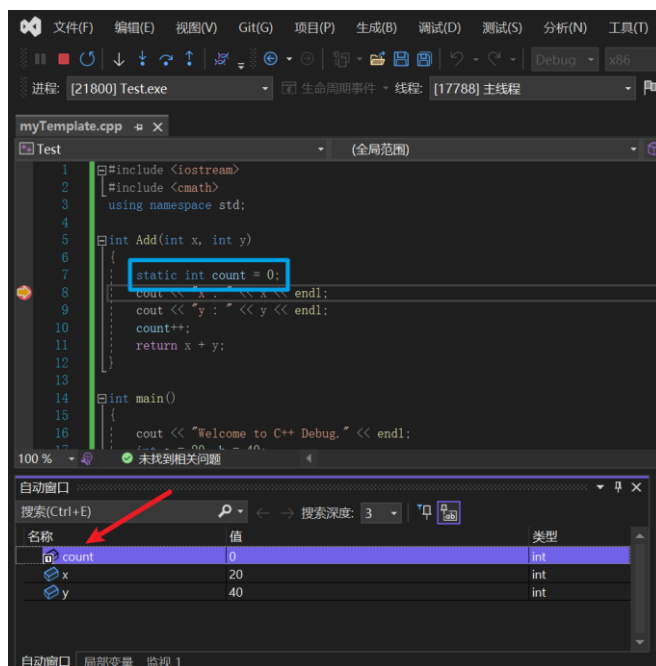 文件(F) 编辑(E) 视图(V) Git(G) 项目(P) 生成(B) 调试(D) 测试(S) 分析(N) 工具(T)
Debug x86
进程: [21800] Test.exe 生命周期事件 线程: [17788] 主线程
myTemplate.cpp
Test (全局范围)
1 #include <iostream>
2 #include <cmath>
3 using namespace std;
4
5 int Add(int x, int y)
6 {
7 static int count = 0;
8 cout << "x : " << x << endl;
9 cout << "y : " << y << endl;
10 count++;
11 return x + y;
12 }
13
14 int main()
15 {
16 cout << "Welcome to C++ Debug." << endl;
17 int a = 20, b = 40;
100 % 未找到相关问题
自动窗口
搜索(Ctrl+E) 搜索深度: 3
名称 值 类型
count 0 int
x 20 int
y 40 int
自动窗口 局部变量 监视 1